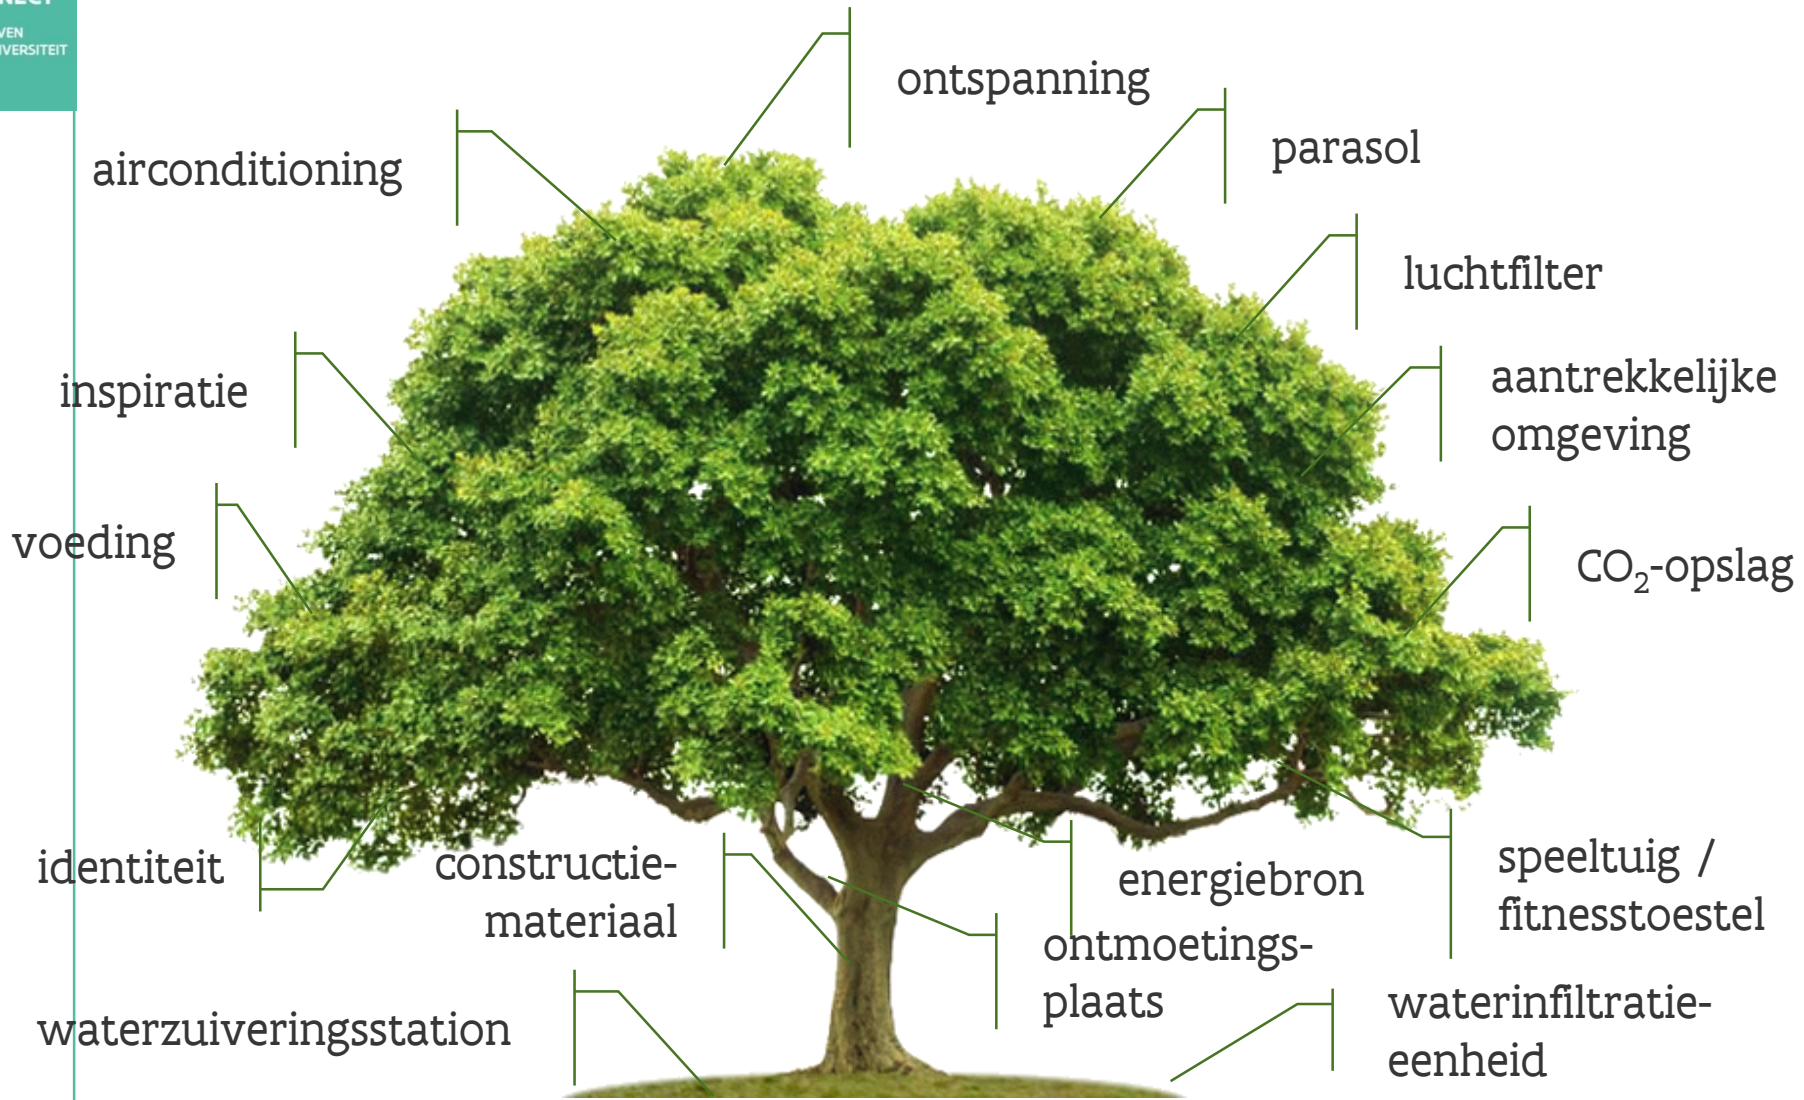 VEN
ontspanning
airconditioning
parasol
luchtfilter
inspiratie
aantrekkelijke
omgeving
voeding
CO₂-opslag
identiteit
constructie-
materiaal
energiebron
speeltuig /
fitnesstoestel
ontmoetings-
plaats
waterzuiveringsstation
waterinfiltratie-
eenheid